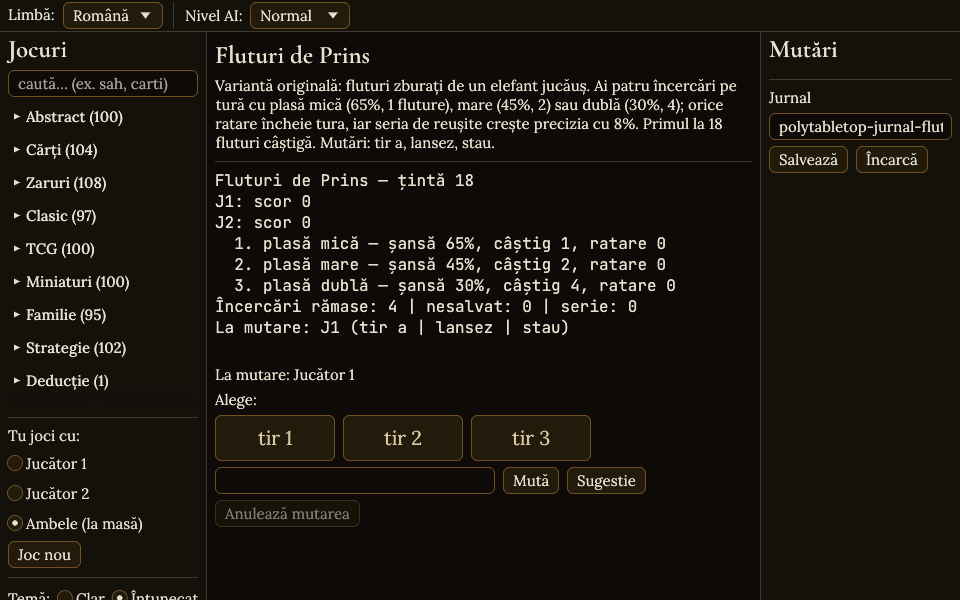 Limbă: Română ▼ Nivel AI: Normal ▼
Jocuri
caută... (ex. sah, carti)
▸ Abstract (100)
▸ Cărți (104)
▸ Zaruri (108)
▸ Clasic (97)
▸ TCG (100)
▸ Miniaturi (100)
▸ Familie (95)
▸ Strategie (102)
▸ Deducție (1)
Tu joci cu:
Jucător 1
Jucător 2
Ambele (la masă)
Joc nou
Temă: Clar Întunecat
Fluturi de Prins
Variantă originală: fluturi zburați de un elefant jucăuș. Ai patru încercări pe
tură cu plasă mică (65%, 1 fluture), mare (45%, 2) sau dublă (30%, 4); orice
ratare încheie tura, iar seria de reușite crește precizia cu 8%. Primul la 18
fluturi câștigă. Mutări: tir a, lansez, stau.
Fluturi de Prins — țintă 18
J1: scor 0
J2: scor 0
1. plasă mică — șansă 65%, câștig 1, ratare 0
2. plasă mare — șansă 45%, câștig 2, ratare 0
3. plasă dublă — șansă 30%, câștig 4, ratare 0
Încercări rămase: 4 | nesalvat: 0 | serie: 0
La mutare: J1 (tir a | lansez | stau)
La mutare: Jucător 1
Alege:
tir 1 tir 2 tir 3
Mută Sugestie
Anulează mutarea
Mutări
Jurnal
polytabletop-jurnal-flut
Salvează Încarcă